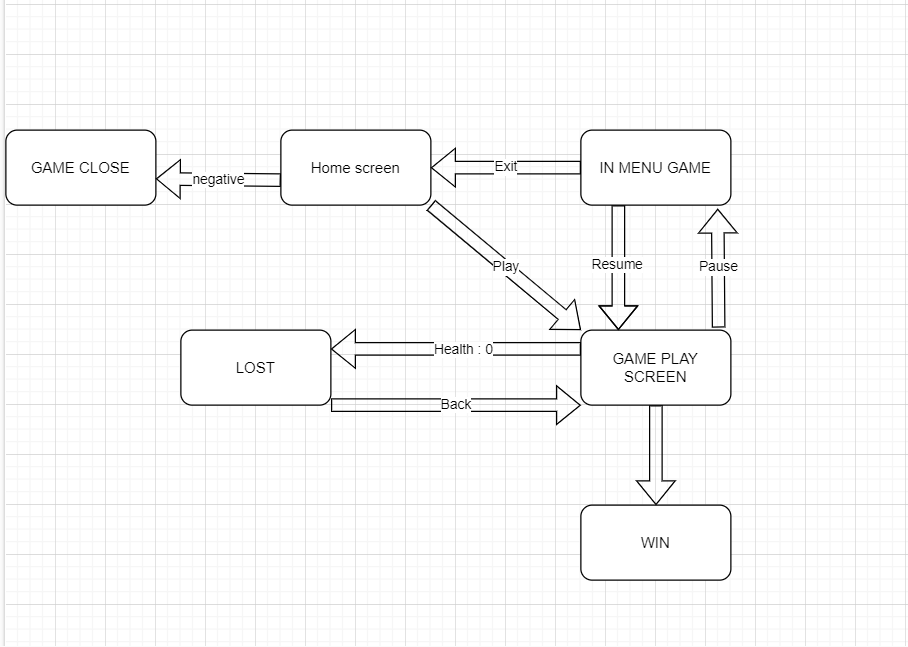 GAME CLOSE
negative
Home screen
Exit
IN MENU GAME
Play
Resume
Pause
LOST
Health : 0
Back
GAME PLAY
SCREEN
WIN